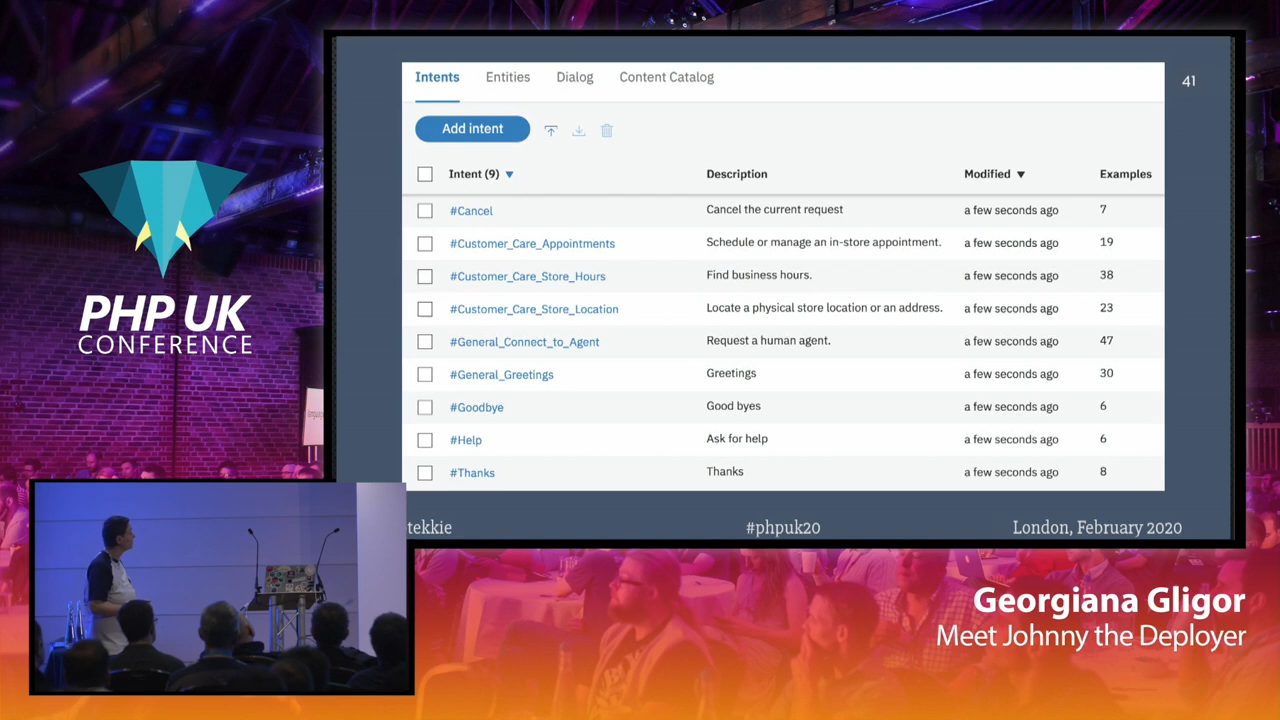 Intents Entities Dialog Content Catalog
41
Add intent
Intent (9) Description Modified Examples
#Cancel Cancel the current request a few seconds ago 7
#Customer_Care_Appointments Schedule or manage an in-store appointment. a few seconds ago 19
#Customer_Care_Store_Hours Find business hours. a few seconds ago 38
#Customer_Care_Store_Location Locate a physical store location or an address. a few seconds ago 23
#General_Connect_to_Agent Request a human agent. a few seconds ago 47
#General_Greetings Greetings a few seconds ago 30
#Goodbye Good byes a few seconds ago 6
#Help Ask for help a few seconds ago 6
#Thanks Thanks a few seconds ago 8
tekkie #phpuk20 London, February 2020
PHP UK
CONFERENCE
Georgiana Gligor
Meet Johnny the Deployer